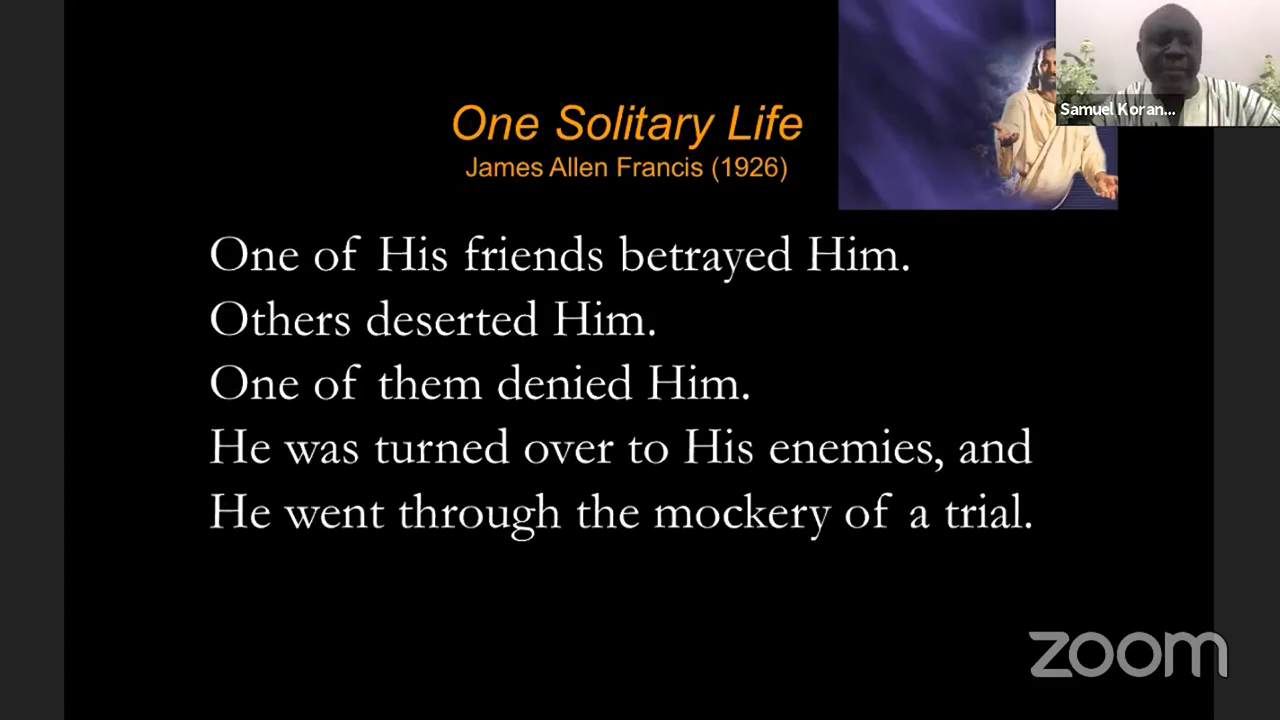 One Solitary Life
James Allen Francis (1926)
Samuel Koran...
One of His friends betrayed Him.
Others deserted Him.
One of them denied Him.
He was turned over to His enemies, and
He went through the mockery of a trial.
zoom